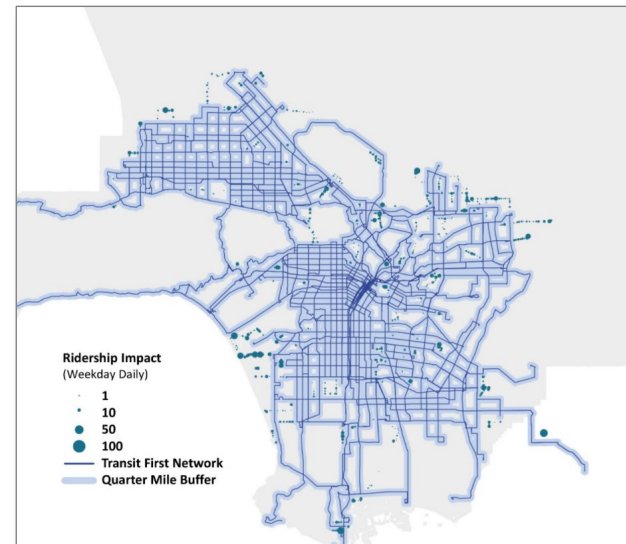 Ridership Impact
(Weekday Daily)
1
10
50
100
Transit First Network
Quarter Mile Buffer